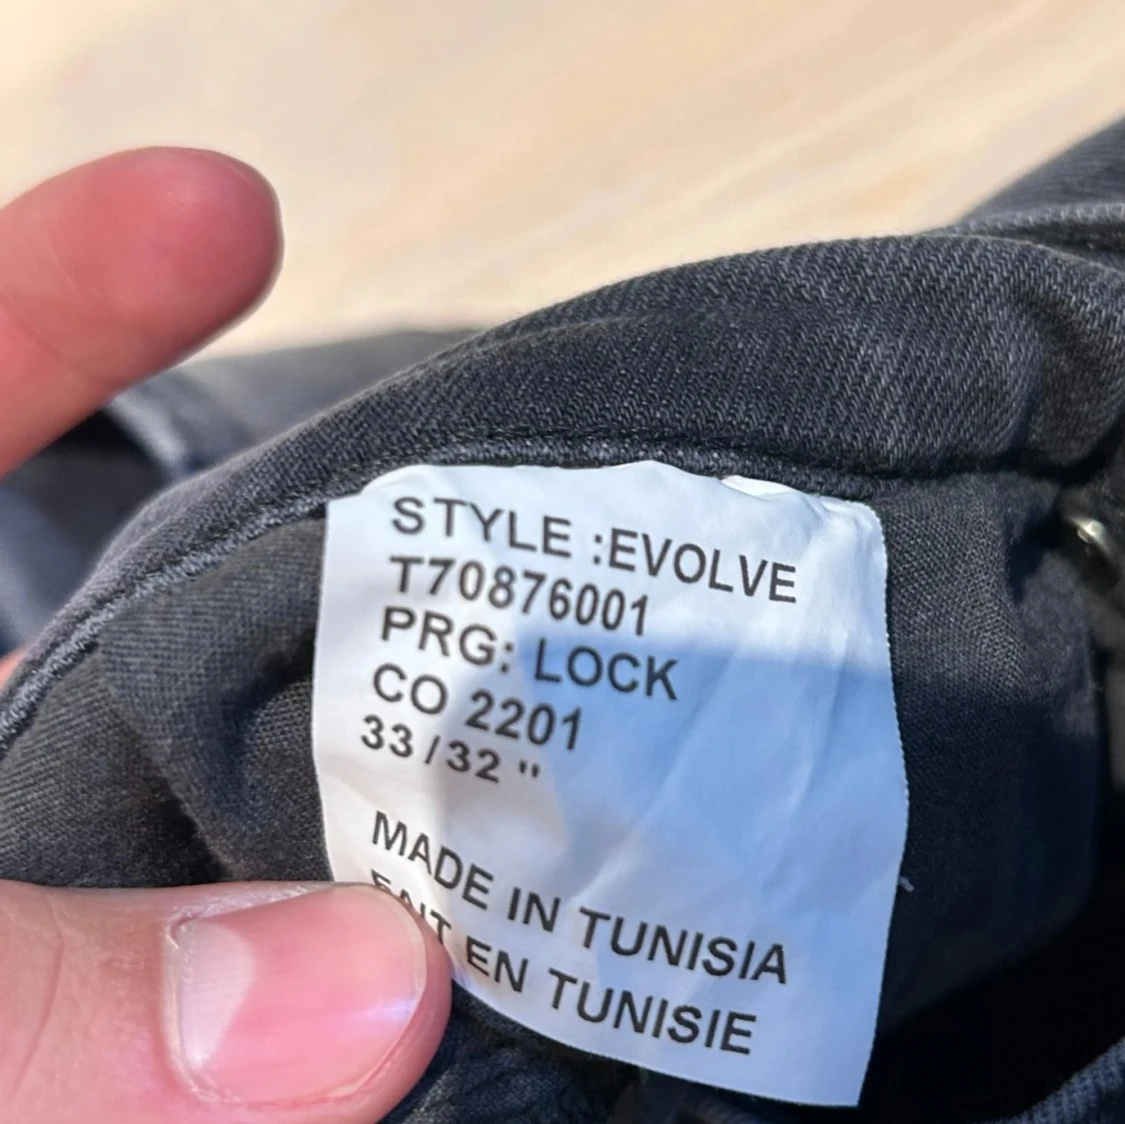 STYLE :EVOLVE
T70876001
PRG: LOCK
CO 2201
33/32 "
MADE IN TUNISIA
FAIT EN TUNISIE